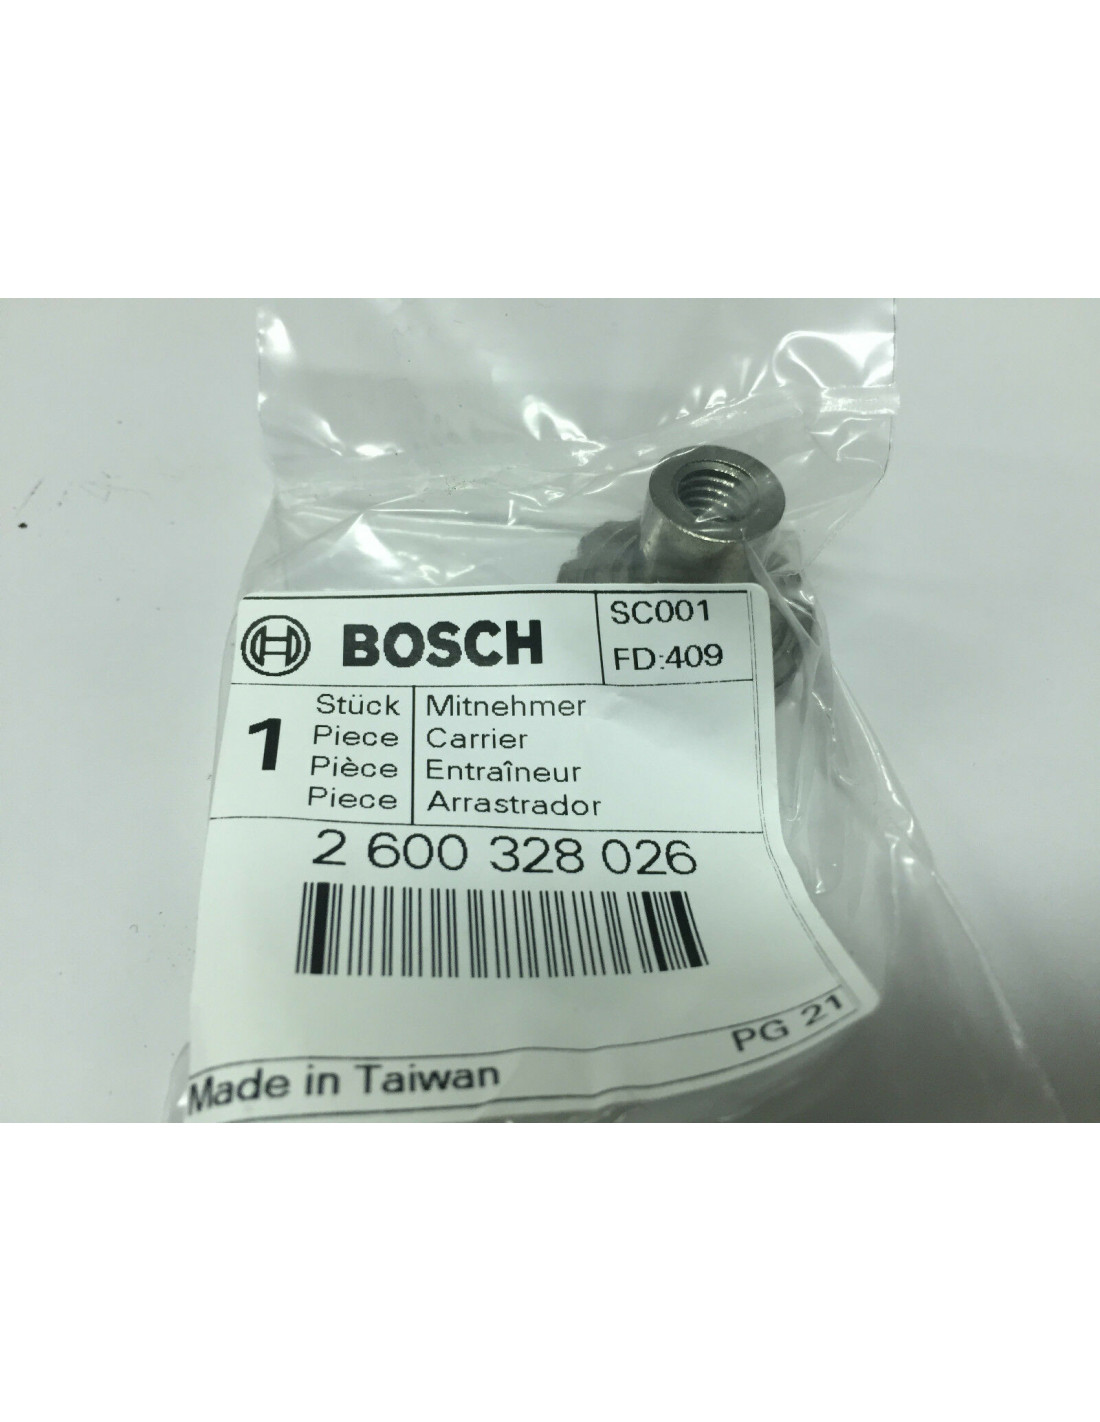 BOSCH
SC001
FD:409
1
Stück
Piece
Pièce
Piece
Mitnehmer
Carrier
Entraîneur
Arrastrador
2 600 328 026
PG 21
Made in Taiwan